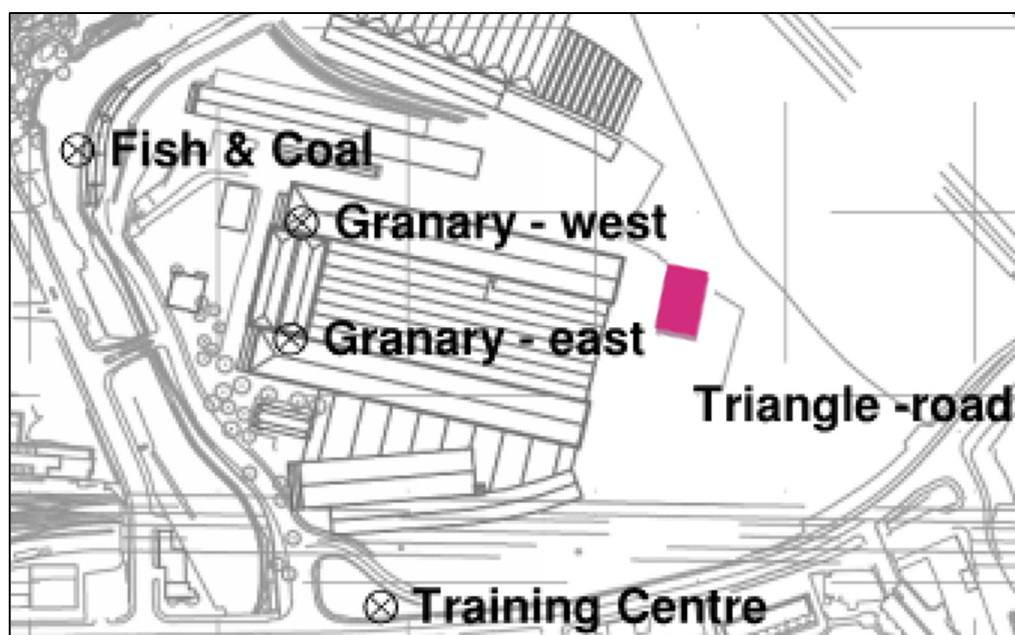 Fish & Coal
Granary - west
Granary - east
Triangle -road
Training Centre